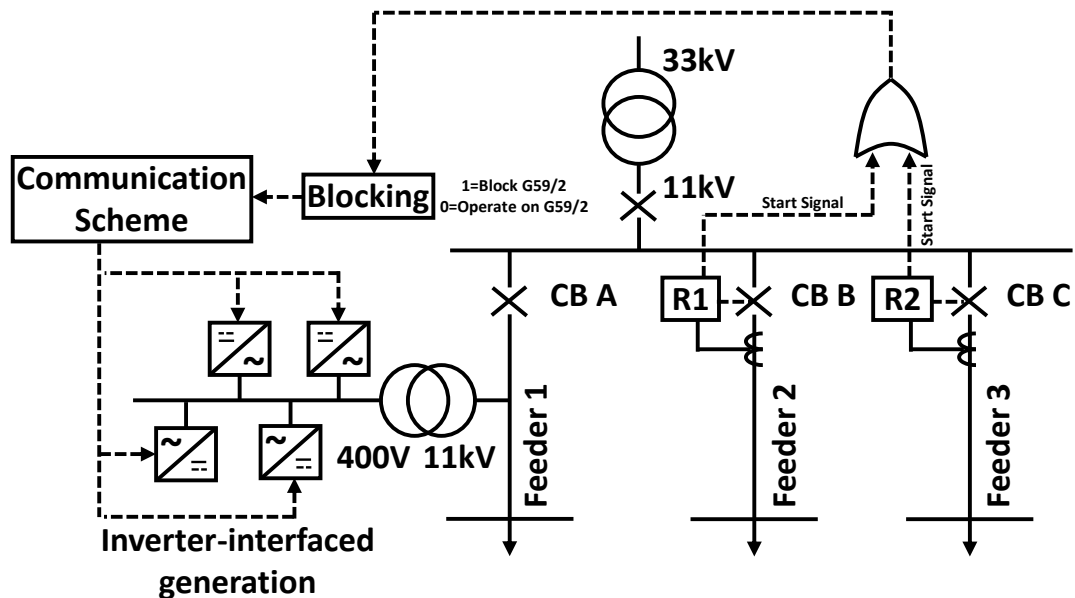 33kV
Communication
Scheme
Blocking
1=Block G59/2
0=Operate on G59/2
11kV
Start Signal
Start Signal
CB A
R1
CB B
R2
CB C
400V 11kV
Feeder 1
Feeder 2
Feeder 3
Inverter-interfaced
generation